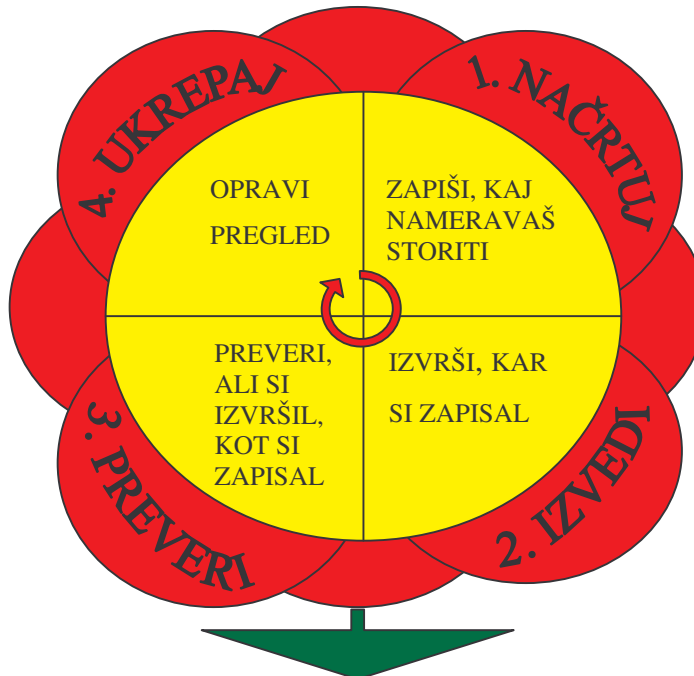 1. NAČRTUJ
ZAPIŠI, KAJ
NAMERAVAŠ
STORITI
2. IZVEDI
IZVRŠI, KAR
SI ZAPISAL
3. PREVERI
PREVERI,
ALI SI
IZVRŠIL,
KOT SI
ZAPISAL
4. UKREPAJ
OPRAVI
PREGLED